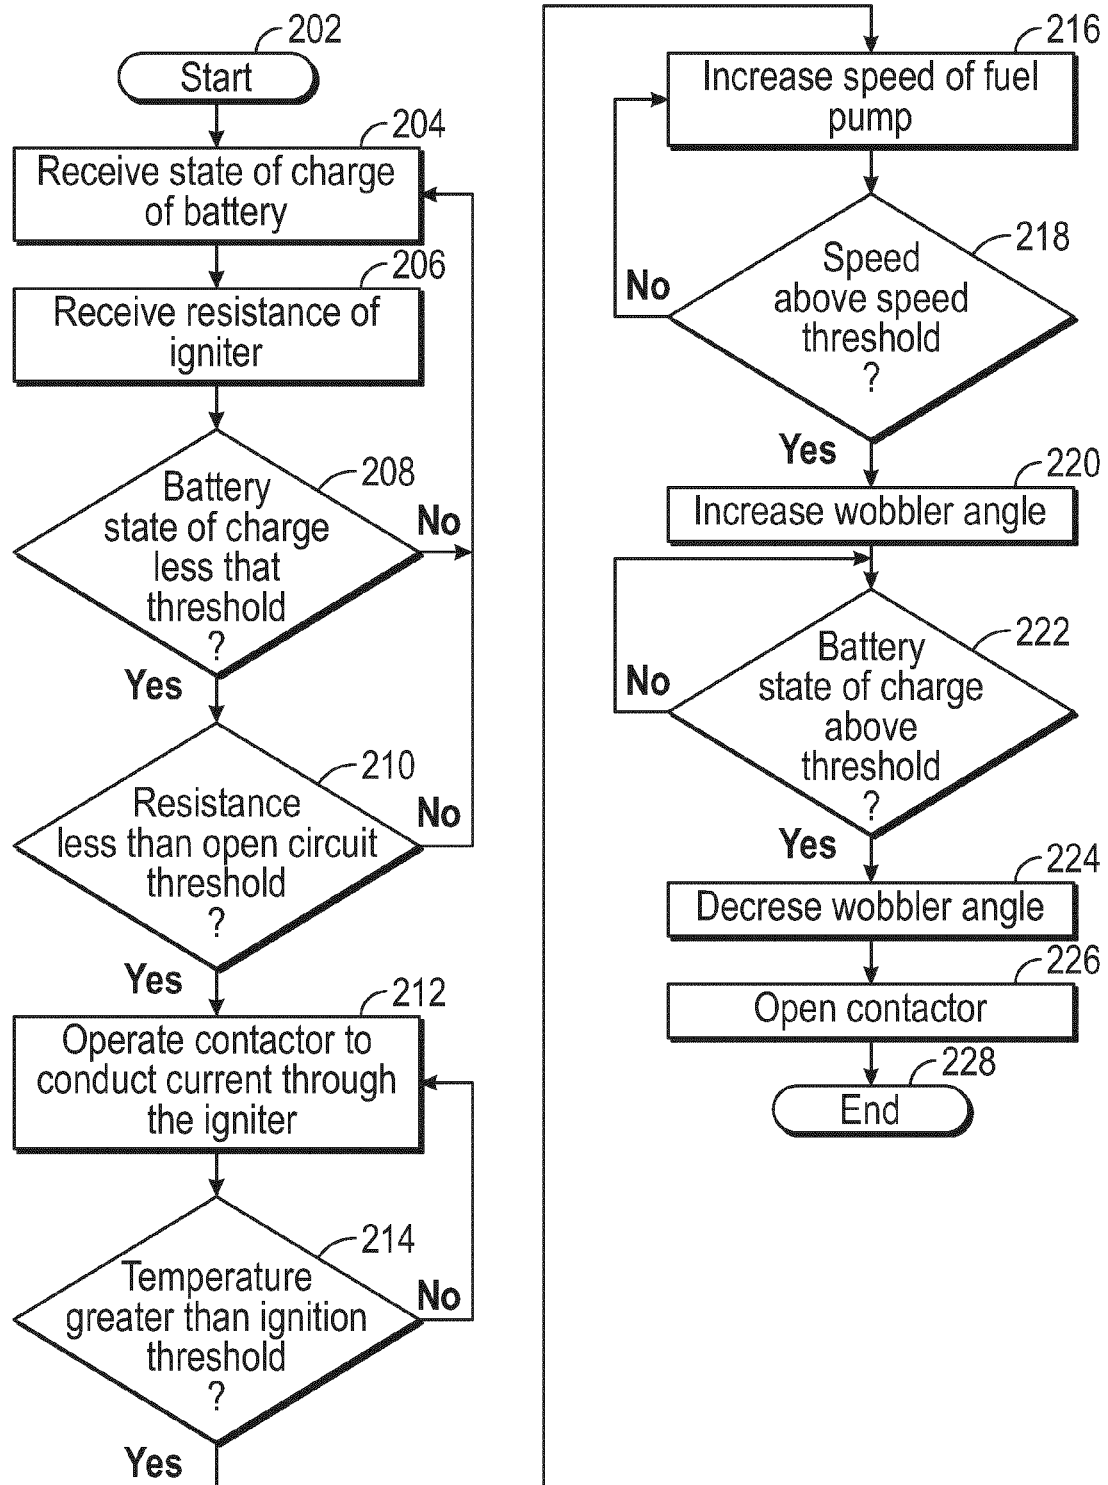 202
Start
204
Receive state of charge
of battery
206
Receive resistance of
igniter
208
Battery
state of charge
less that
threshold
?
No
Yes
210
Resistance
less than open circuit
threshold
?
No
Yes
212
Operate contactor to
conduct current through
the igniter
214
Temperature
greater than ignition
threshold
?
No
Yes
216
Increase speed of fuel
pump
218
Speed
above speed
threshold
?
No
Yes
220
Increase wobbler angle
222
Battery
state of charge
above
threshold
?
No
Yes
224
Decrese wobbler angle
226
Open contactor
228
End